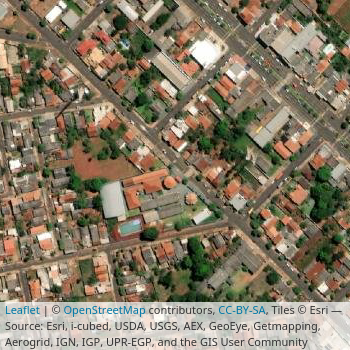 Leaflet | © OpenStreetMap contributors, CC-BY-SA, Tiles © Esri —
Source: Esri, i-cubed, USDA, USGS, AEX, GeoEye, Getmapping,
Aerogrid, IGN, IGP, UPR-EGP, and the GIS User Community